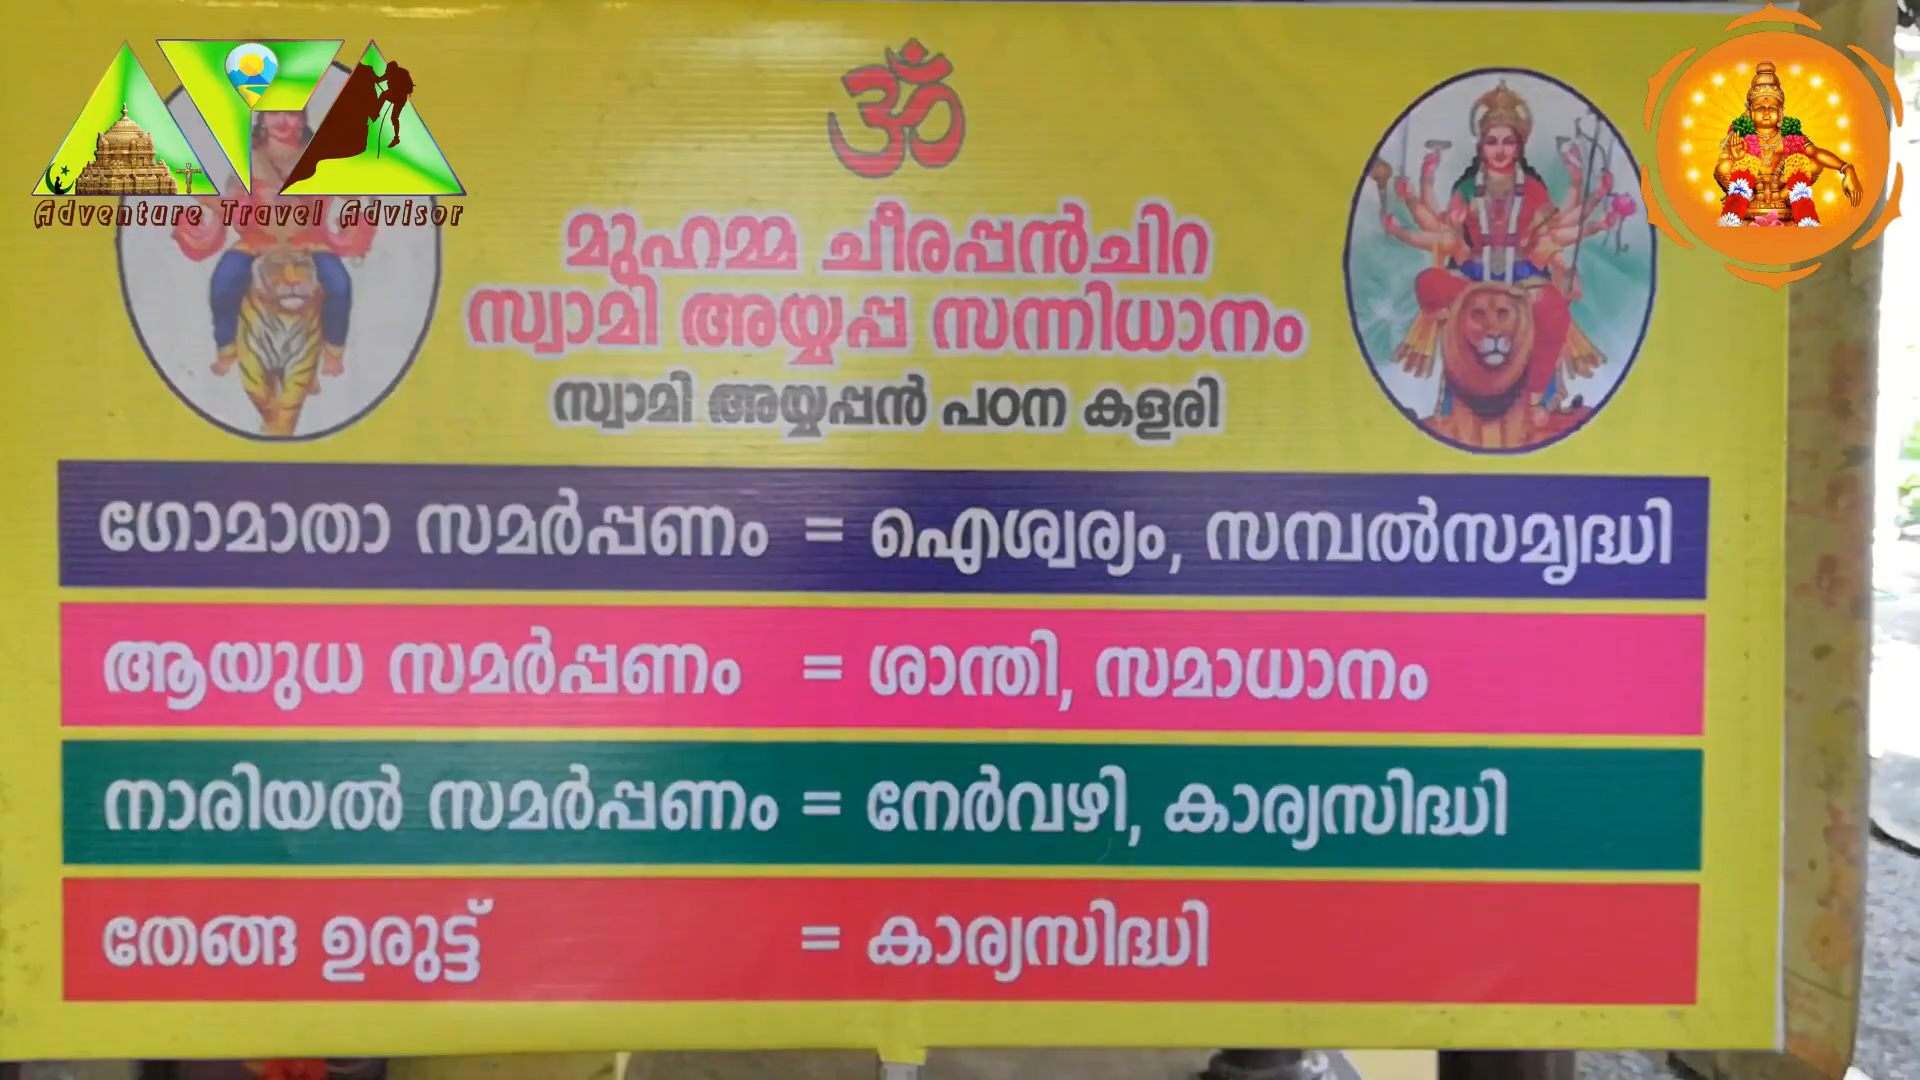 Adventure Travel Advisor
ॐ
മുഹമ്മ ചീരപ്പൻചിറ
സ്വാമി അയ്യപ്പ സന്നിധാനം
സ്വാമി അയ്യപ്പൻ പഠന കളരി
ഗോമാതാ സമർപ്പണം = ഐശ്വര്യം, സമ്പൽസമൃദ്ധി
ആയുധ സമർപ്പണം = ശാന്തി, സമാധാനം
നാരിയൽ സമർപ്പണം = നേർവഴി, കാര്യസിദ്ധി
തേങ്ങ ഉരുട്ട് = കാര്യസിദ്ധി